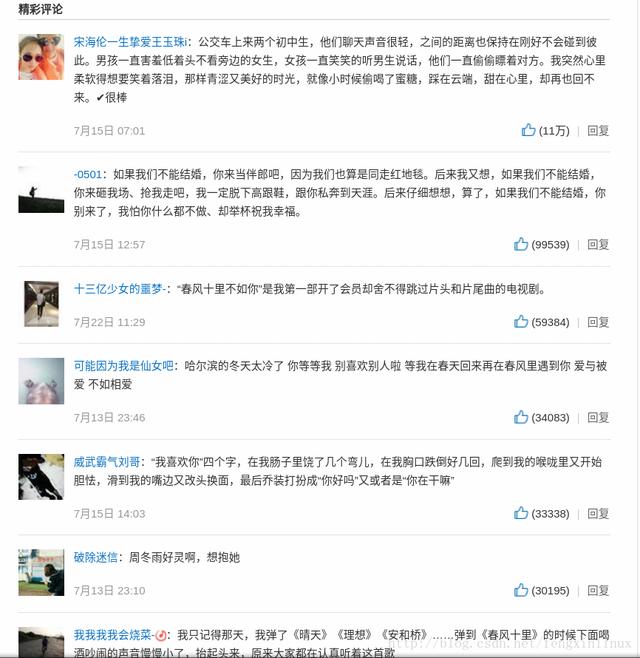 精彩评论
宋海伦一生挚爱王玉珠i：公交车上来两个初中生，他们聊天声音很轻，之间的距离也保持在刚好不会碰到彼
此。男孩一直害羞低着头不看旁边的女生，女孩一直笑笑的听男生说话，他们一直偷偷瞟着对方。我突然心里
柔软得想要笑着落泪，那样青涩又美好的时光，就像小时候偷喝了蜜糖，踩在云端，甜在心里，却再也回不
来。✔很棒
7月15日 07:01 (11万) | 回复
-0501：如果我们不能结婚，你来当伴郎吧，因为我们也算是同走红地毯。后来我又想，如果我们不能结婚，
你来砸我场、抢我走吧，我一定脱下高跟鞋，跟你私奔到天涯。后来仔细想想，算了，如果我们不能结婚，你
别来了，我怕你什么都不做、却举杯祝我幸福。
7月15日 12:57 (99539) | 回复
十三亿少女的噩梦-：“春风十里不如你”是我第一部开了会员却舍不得跳过片头和片尾曲的电视剧。
7月22日 11:29 (59384) | 回复
可能因为我是仙女吧：哈尔滨的冬天太冷了 你等等我 别喜欢别人啦 等我在春天回来再在春风里遇到你 爱与被
爱 不如相爱
7月13日 23:46 (34083) | 回复
威武霸气刘哥：“我喜欢你”四个字，在我肠子里饶了几个弯儿，在我胸口跌倒好几回，爬到我的喉咙里又开始
胆怯，滑到我的嘴边又改头换面，最后乔装打扮成“你好吗”又或者是“你在干嘛”
7月15日 14:03 (33338) | 回复
破除迷信：周冬雨好灵啊，想抱她
7月13日 23:10 (30195) | 回复
我我我我会烧菜-：我只记得那天，我弹了《晴天》《理想》《安和桥》……弹到《春风十里》的时候下面喝
http://blog.csdn.net/fengxinlinux
酒吵闹的声音慢慢小了，抬起头来，原来大家都在认真听着这首歌